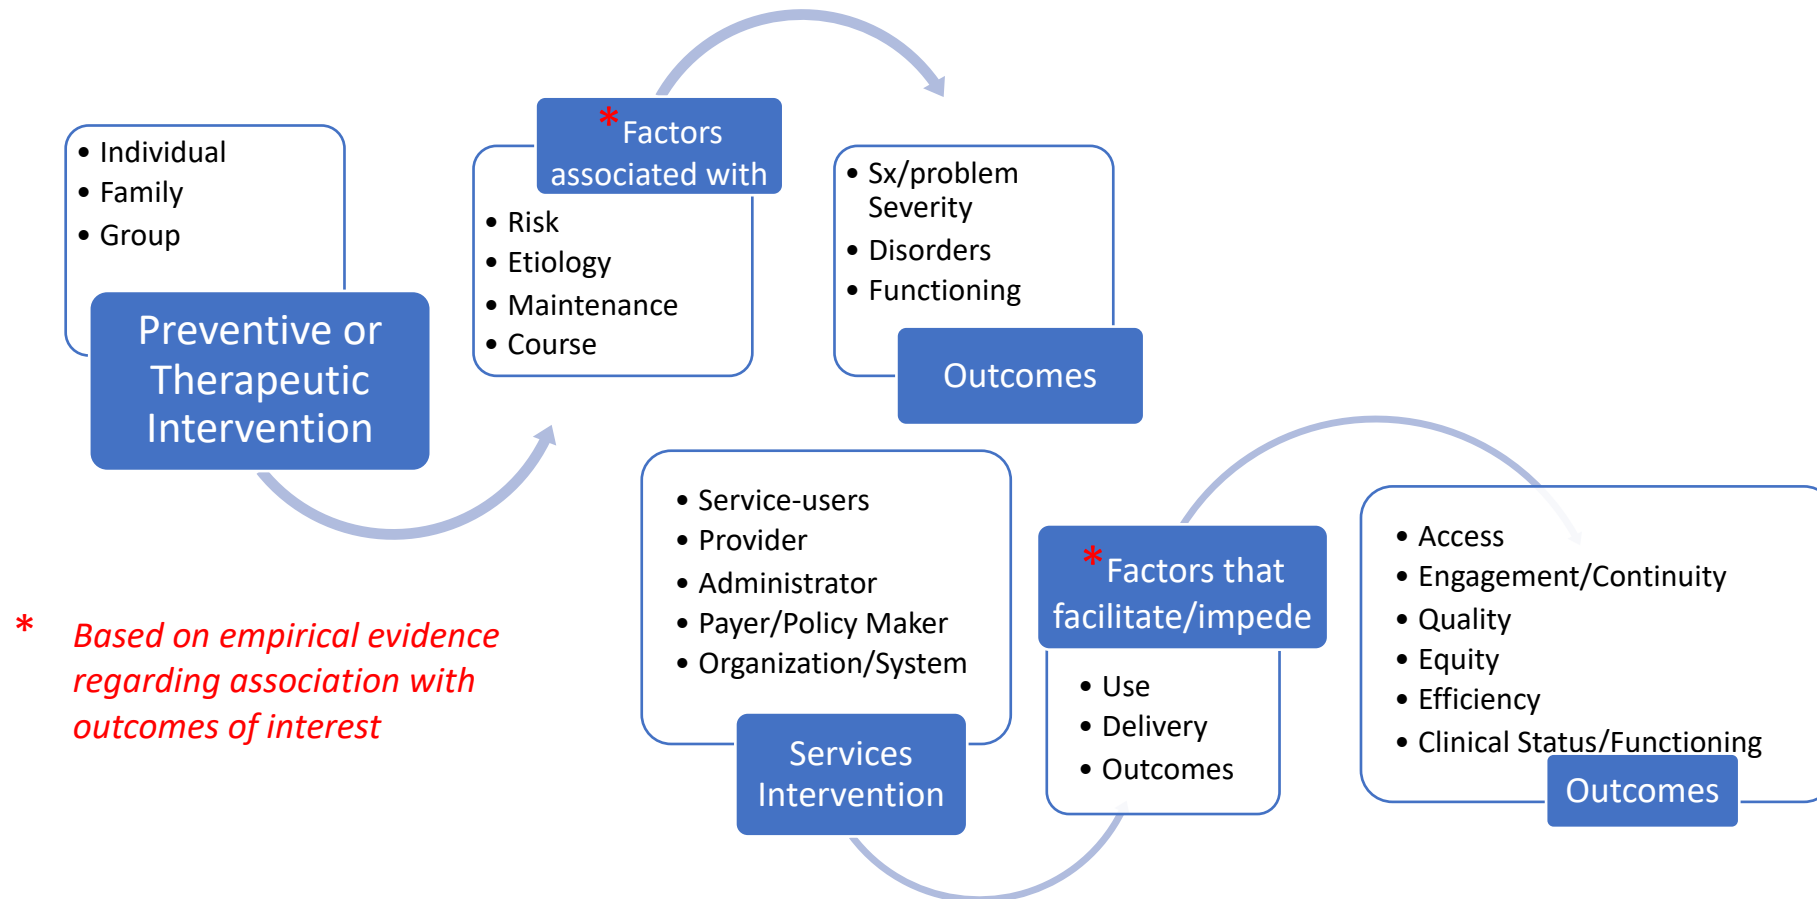 • Individual
• Family
• Group
Preventive or
Therapeutic
Intervention
* Factors
associated with
• Risk
• Etiology
• Maintenance
• Course
• Sx/problem
Severity
• Disorders
• Functioning
Outcomes
• Service-users
• Provider
• Administrator
• Payer/Policy Maker
• Organization/System
Services
Intervention
* Factors that
facilitate/impede
• Use
• Delivery
• Outcomes
• Access
• Engagement/Continuity
• Quality
• Equity
• Efficiency
• Clinical Status/Functioning
Outcomes
* Based on empirical evidence
regarding association with
outcomes of interest